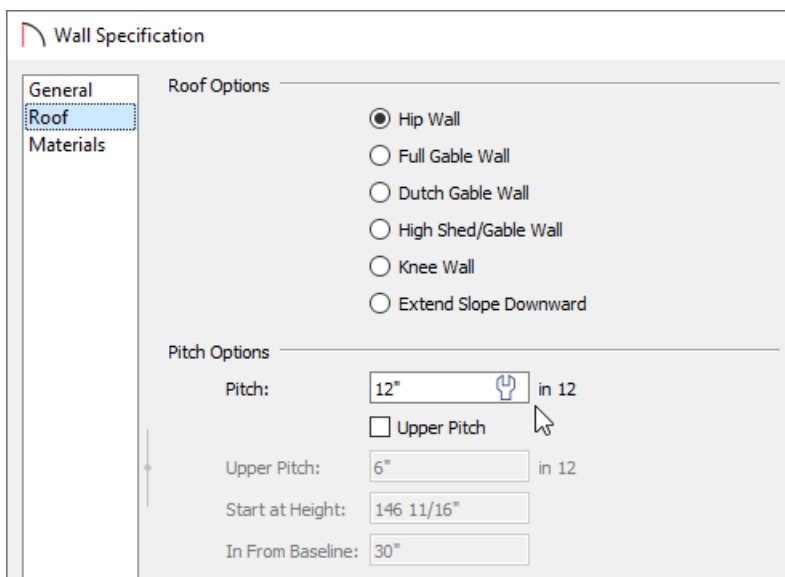 Wall Specification
General
Roof
Materials
Roof Options
Hip Wall
Full Gable Wall
Dutch Gable Wall
High Shed/Gable Wall
Knee Wall
Extend Slope Downward
Pitch Options
Pitch: 12" in 12
Upper Pitch
Upper Pitch: 6" in 12
Start at Height: 146 11/16"
In From Baseline: 30"